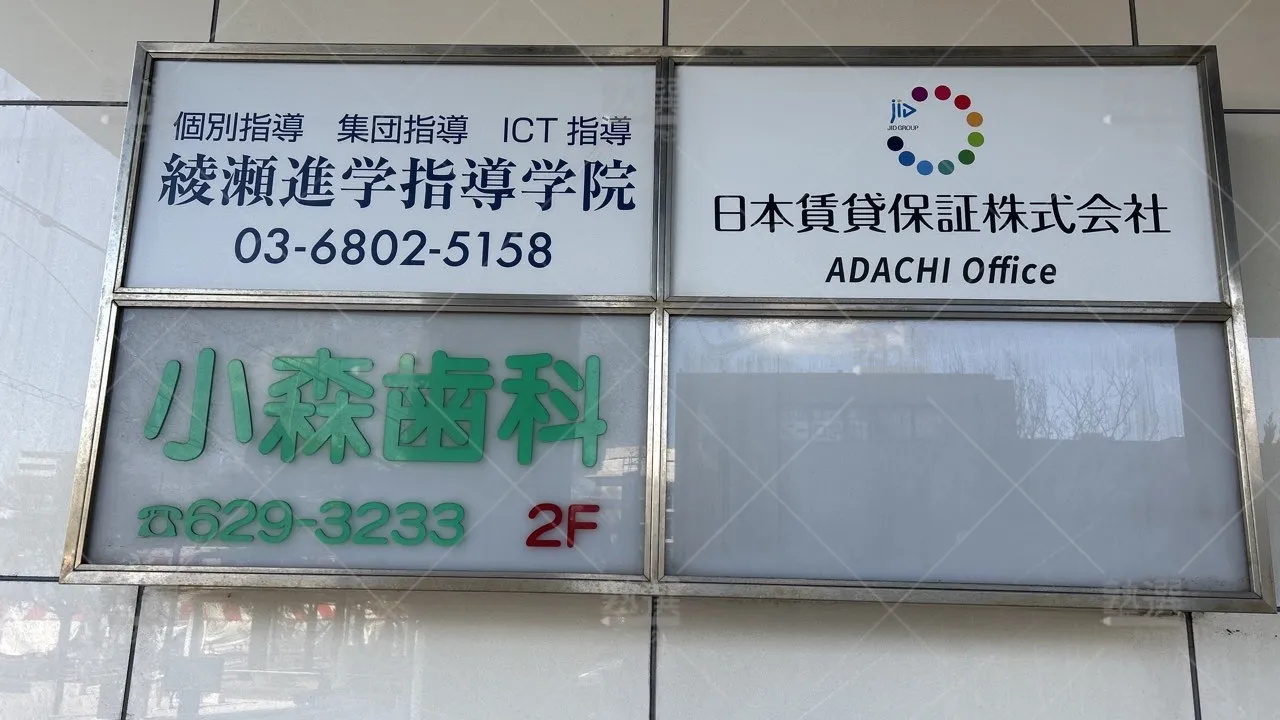 個別指導 集団指導 ICT 指導
綾瀬進学指導学院
03-6802-5158
jid
JID GROUP
日本賃貸保証株式会社
ADACHI Office
小森歯科
☎629-3233 2F